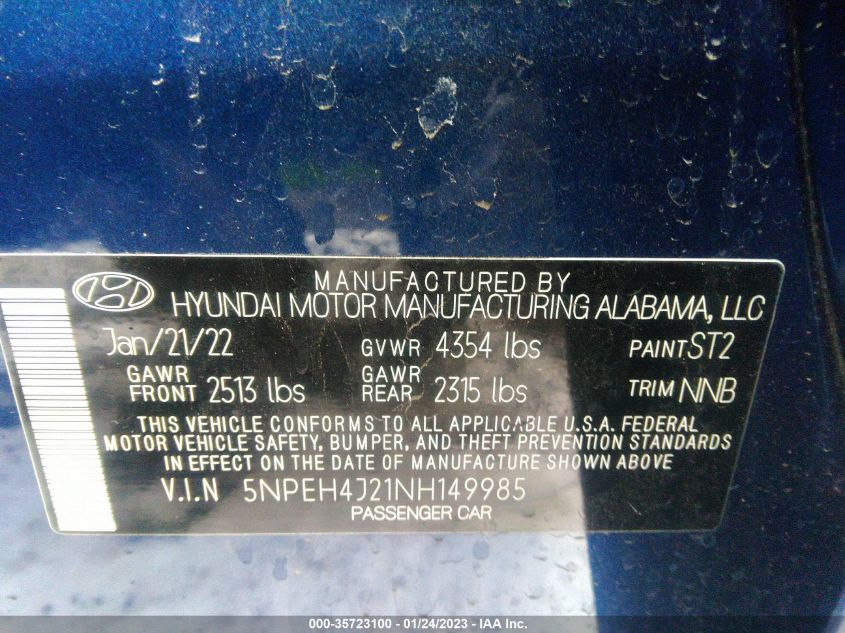 MANUFACTURED BY
HYUNDAI MOTOR MANUFACTURING ALABAMA, LLC
Jan/21/22 GVWR 4354 lbs PAINT ST2
GAWR FRONT 2513 lbs GAWR REAR 2315 lbs TRIM NNB
THIS VEHICLE CONFORMS TO ALL APPLICABLE U.S.A. FEDERAL
MOTOR VEHICLE SAFETY, BUMPER, AND THEFT PREVENTION STANDARDS
IN EFFECT ON THE DATE OF MANUFACTURE SHOWN ABOVE
V.I.N 5NPEH4J21NH149985
PASSENGER CAR
000-35723100 - 01/24/2023 - IAA Inc.